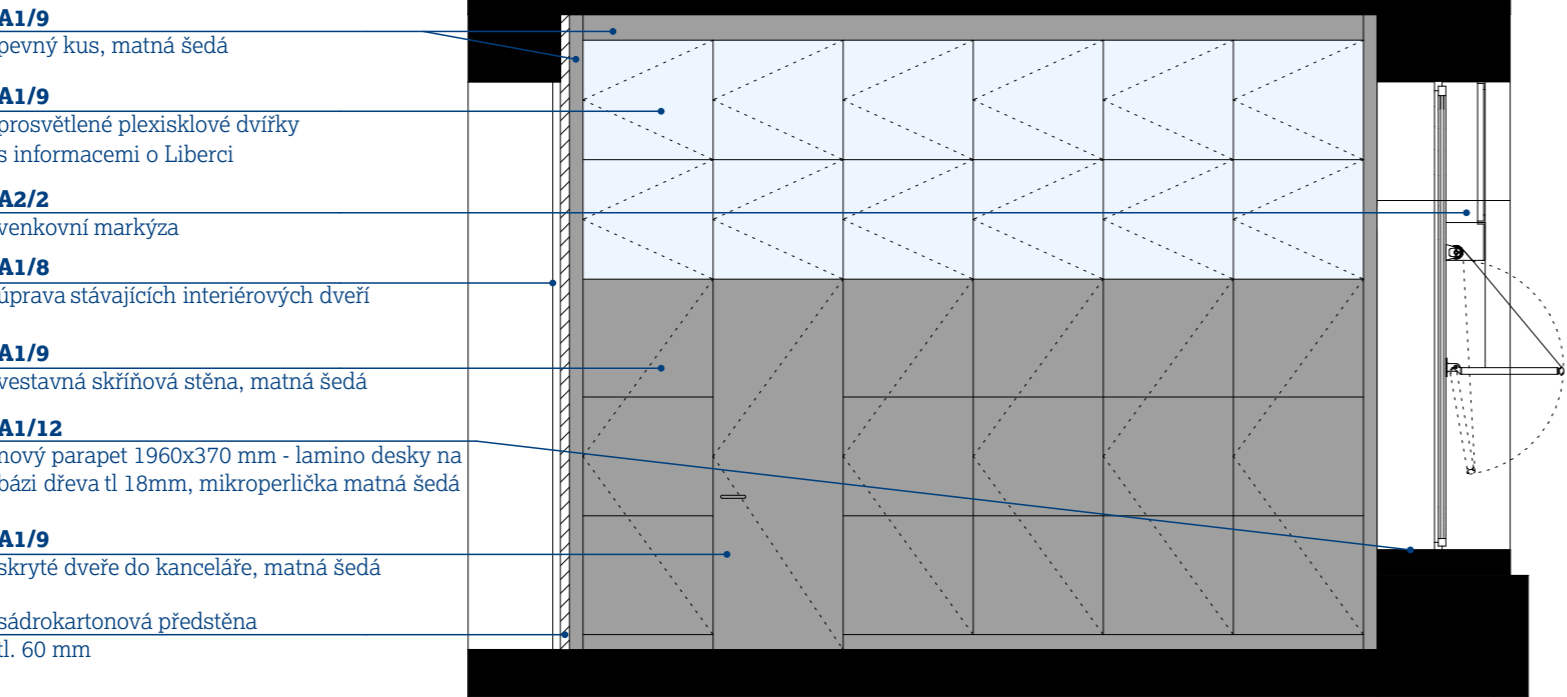 A1/9
pevný kus, matná šedá
A1/9
prosvětlené plexisklové dvířky
s informacemi o Liberci
A2/2
venkovní markýza
A1/8
úprava stávajících interiérových dveří
A1/9
vestavná skříňová stěna, matná šedá
A1/12
nový parapet 1960x370 mm - lamino desky na
bázi dřeva tl 18mm, mikroperlička matná šedá
A1/9
skryté dveře do kanceláře, matná šedá
sádrokartonová předstěna
tl. 60 mm